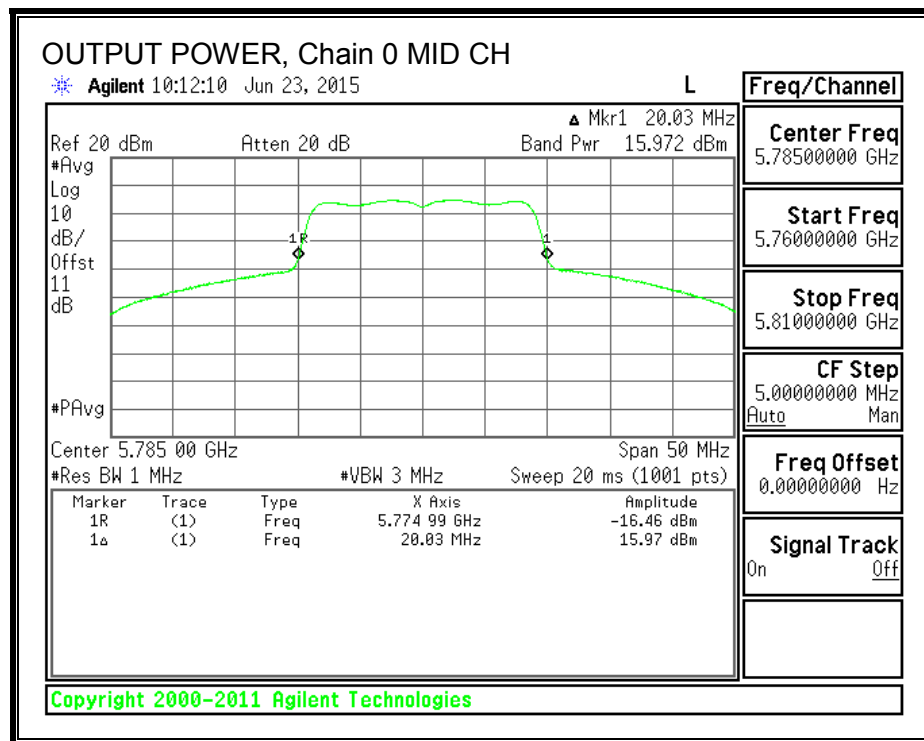 OUTPUT POWER, Chain 0 MID CH
Agilent 10:12:10 Jun 23, 2015 L
Freq/Channel
Δ Mkr1 20.03 MHz
Ref 20 dBm Atten 20 dB Band Pwr 15.972 dBm
#Avg
Log
10
dB/
Offst
11
dB
#PAvg
1R
1
Center 5.785 00 GHz Span 50 MHz
#Res BW 1 MHz #VBW 3 MHz Sweep 20 ms (1001 pts)
Marker Trace Type X Axis Amplitude
1R (1) Freq 5.774 99 GHz -16.46 dBm
1Δ (1) Freq 20.03 MHz 15.97 dBm
Center Freq
5.78500000 GHz
Start Freq
5.76000000 GHz
Stop Freq
5.81000000 GHz
CF Step
5.00000000 MHz
Auto Man
Freq Offset
0.00000000 Hz
Signal Track
On Off
Copyright 2000-2011 Agilent Technologies